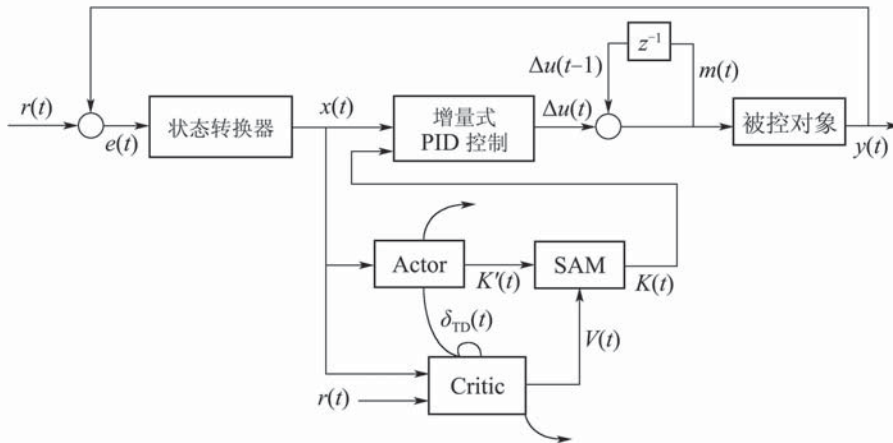 z⁻¹
Δu(t–1)
m(t)
r(t)
x(t)
e(t)
状态转换器
增量式
PID 控制
Δu(t)
被控对象
y(t)
Actor
K′(t)
SAM
K(t)
δTD(t)
V(t)
Critic
r(t)